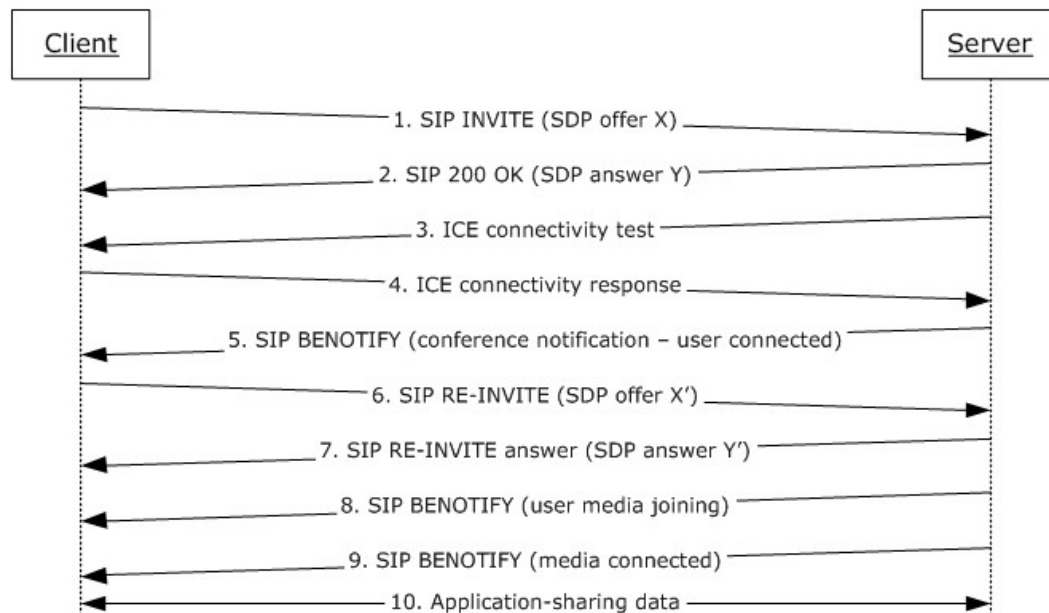 Client
Server
1. SIP INVITE (SDP offer X)
2. SIP 200 OK (SDP answer Y)
3. ICE connectivity test
4. ICE connectivity response
5. SIP BENOTIFY (conference notification – user connected)
6. SIP RE-INVITE (SDP offer X’)
7. SIP RE-INVITE answer (SDP answer Y’)
8. SIP BENOTIFY (user media joining)
9. SIP BENOTIFY (media connected)
10. Application-sharing data